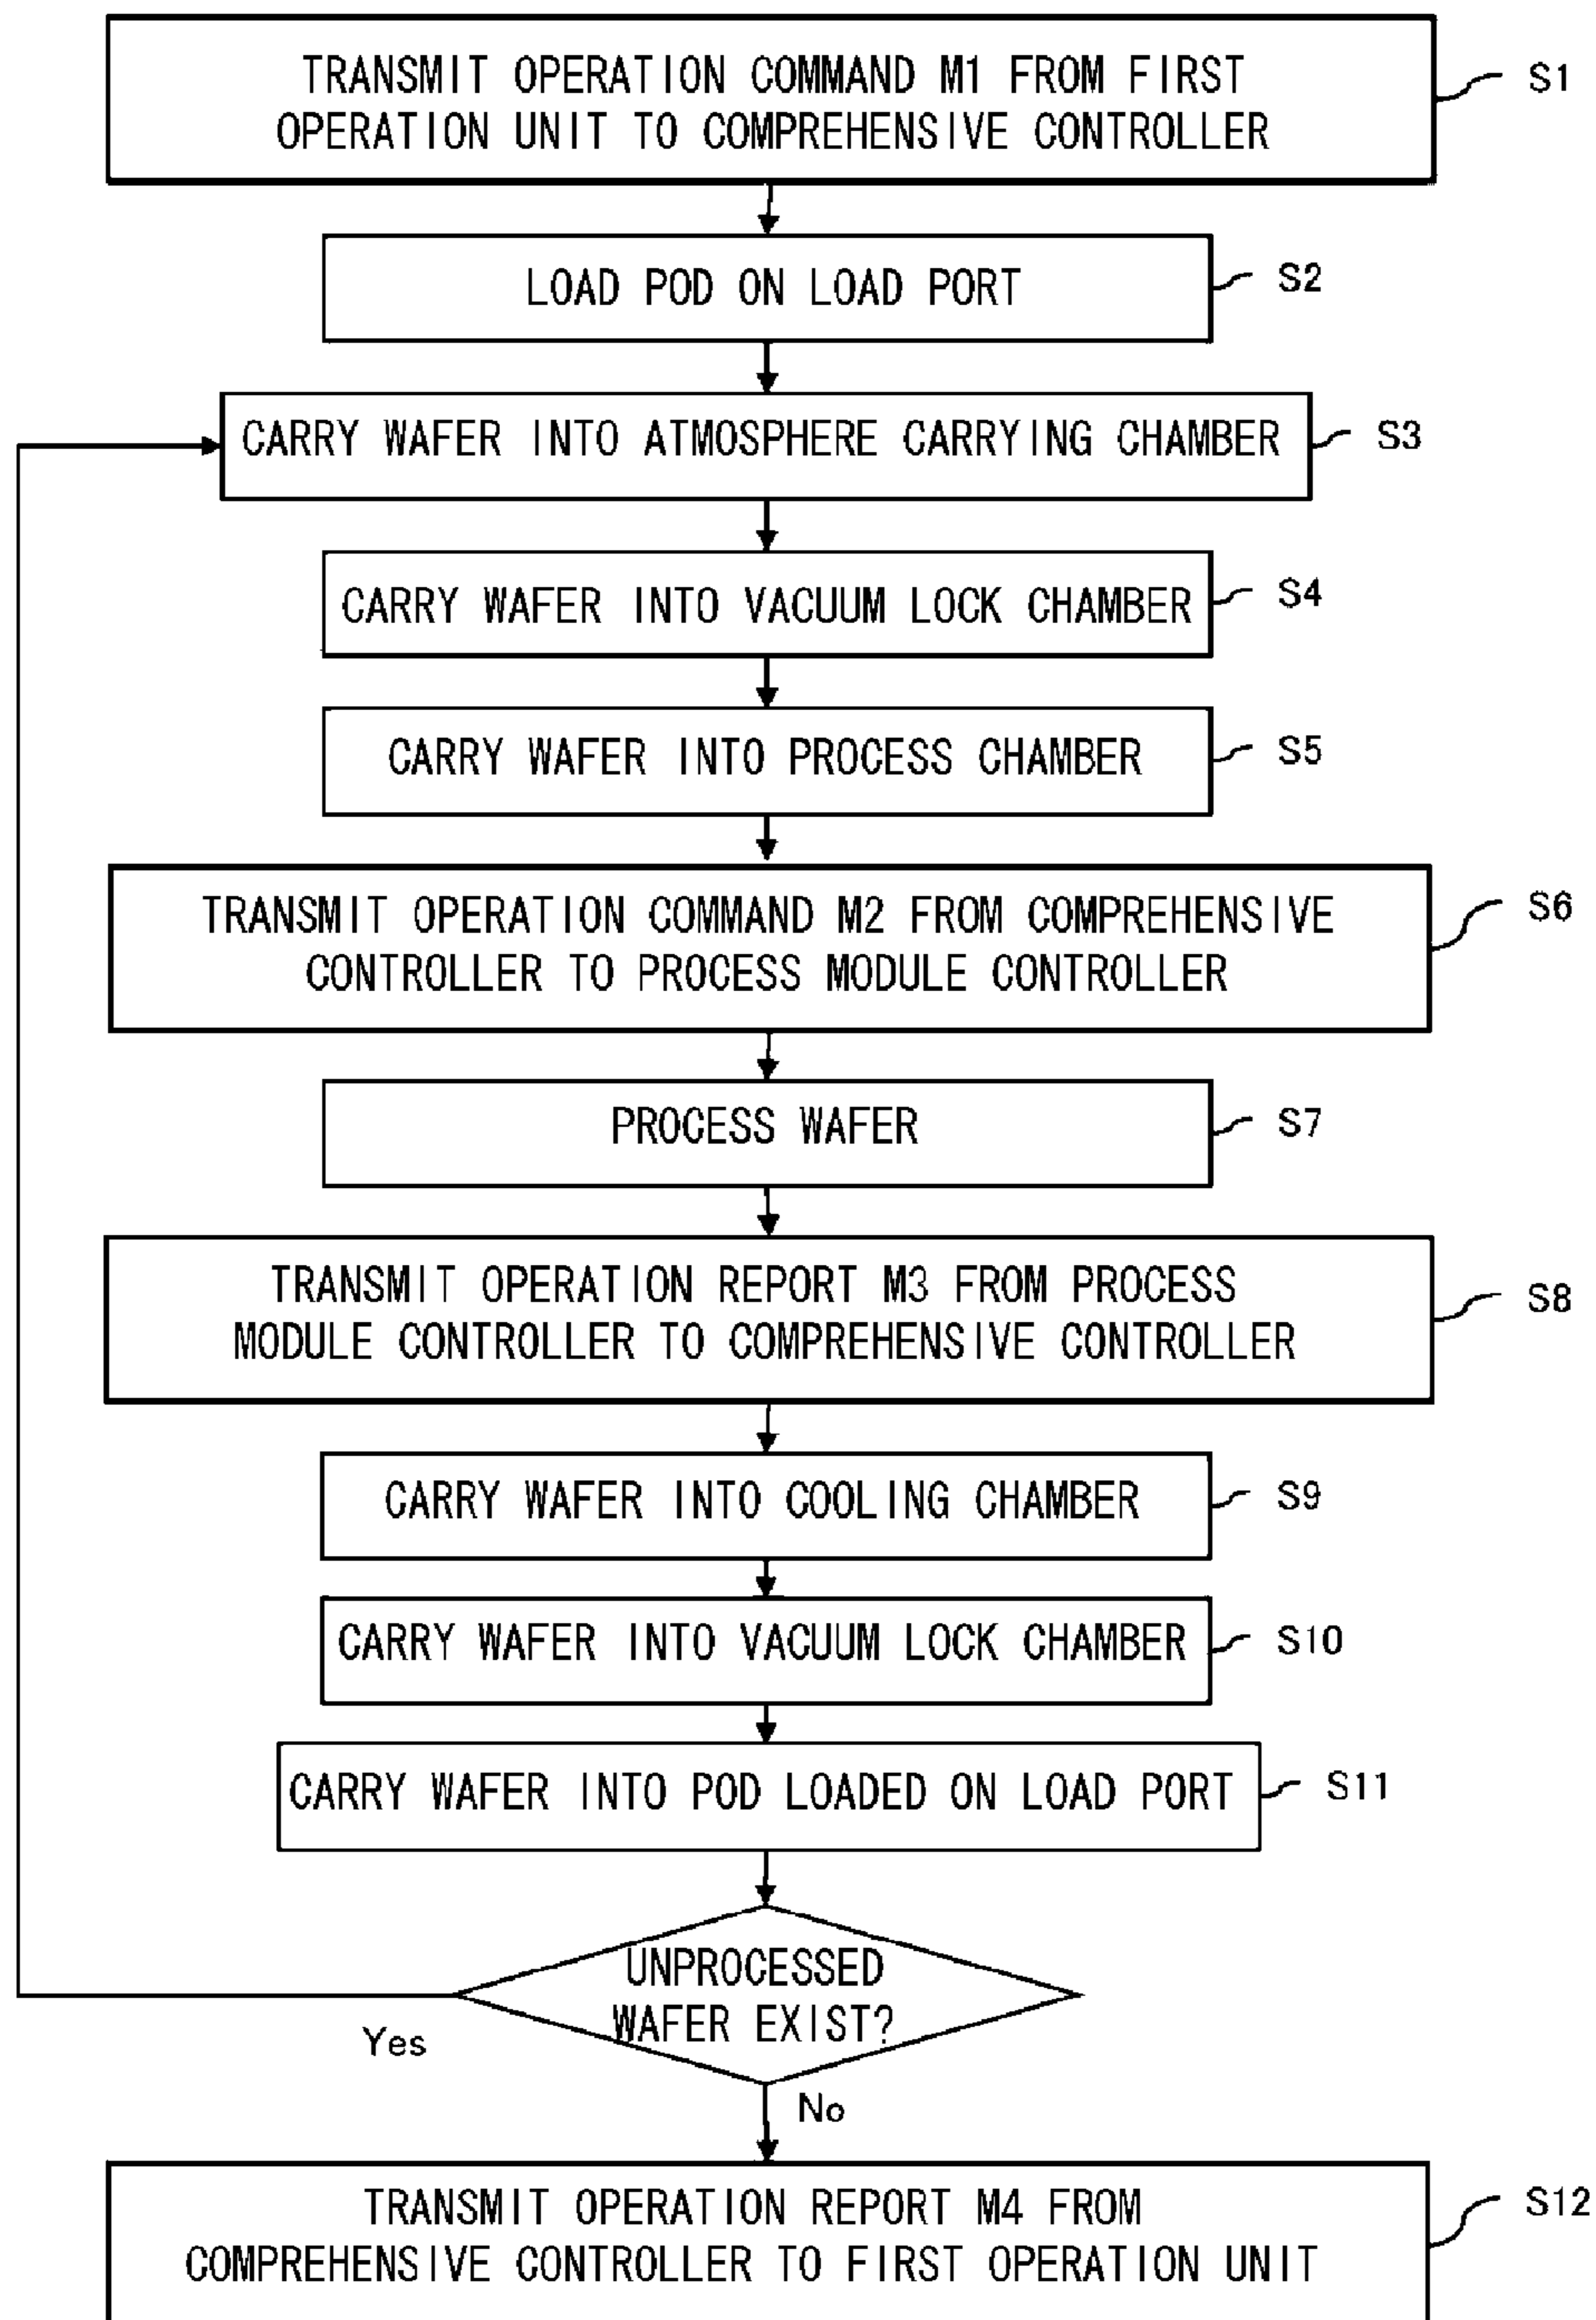 TRANSMIT OPERATION COMMAND M1 FROM FIRST
OPERATION UNIT TO COMPREHENSIVE CONTROLLER
S1
LOAD POD ON LOAD PORT
S2
CARRY WAFER INTO ATMOSPHERE CARRYING CHAMBER
S3
CARRY WAFER INTO VACUUM LOCK CHAMBER
S4
CARRY WAFER INTO PROCESS CHAMBER
S5
TRANSMIT OPERATION COMMAND M2 FROM COMPREHENSIVE
CONTROLLER TO PROCESS MODULE CONTROLLER
S6
PROCESS WAFER
S7
TRANSMIT OPERATION REPORT M3 FROM PROCESS
MODULE CONTROLLER TO COMPREHENSIVE CONTROLLER
S8
CARRY WAFER INTO COOLING CHAMBER
S9
CARRY WAFER INTO VACUUM LOCK CHAMBER
S10
CARRY WAFER INTO POD LOADED ON LOAD PORT
S11
UNPROCESSED
WAFER EXIST?
Yes
No
TRANSMIT OPERATION REPORT M4 FROM
COMPREHENSIVE CONTROLLER TO FIRST OPERATION UNIT
S12